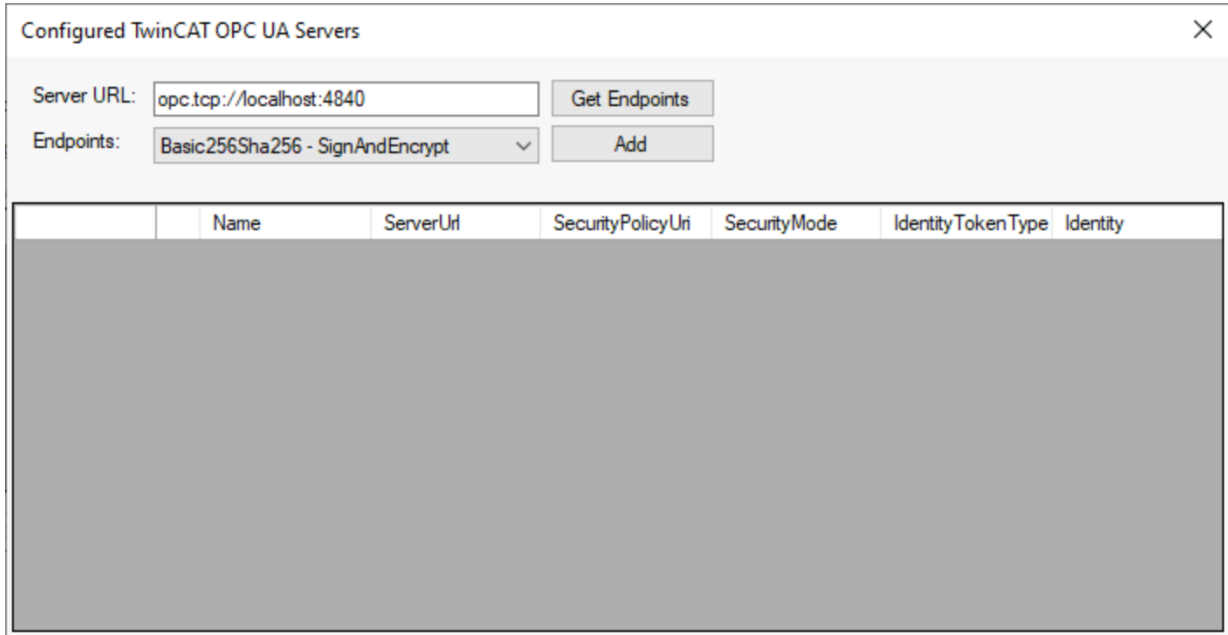 Configured TwinCAT OPC UA Servers
Server URL: opc.tcp://localhost:4840 Get Endpoints
Endpoints: Basic256Sha256 - SignAndEncrypt Add
Name ServerUrl SecurityPolicyUri SecurityMode IdentityTokenType Identity